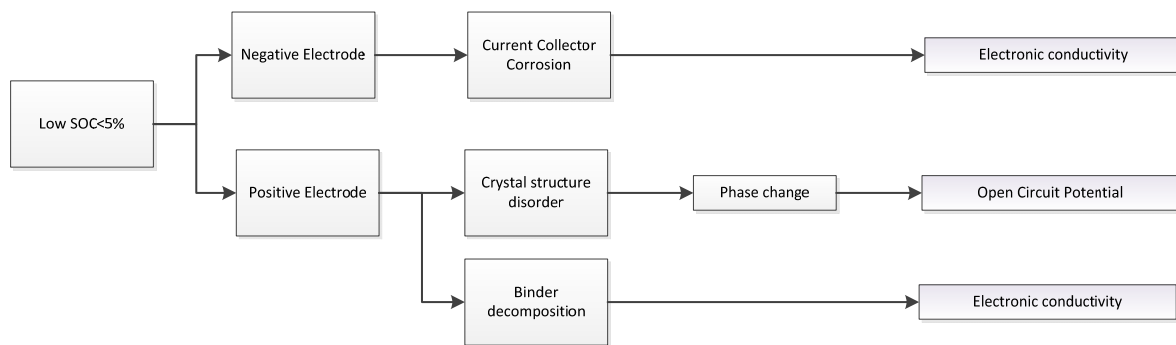 Negative Electrode
Current Collector
Corrosion
Electronic conductivity
Low SOC<5%
Positive Electrode
Crystal structure
disorder
Phase change
Open Circuit Potential
Binder
decomposition
Electronic conductivity